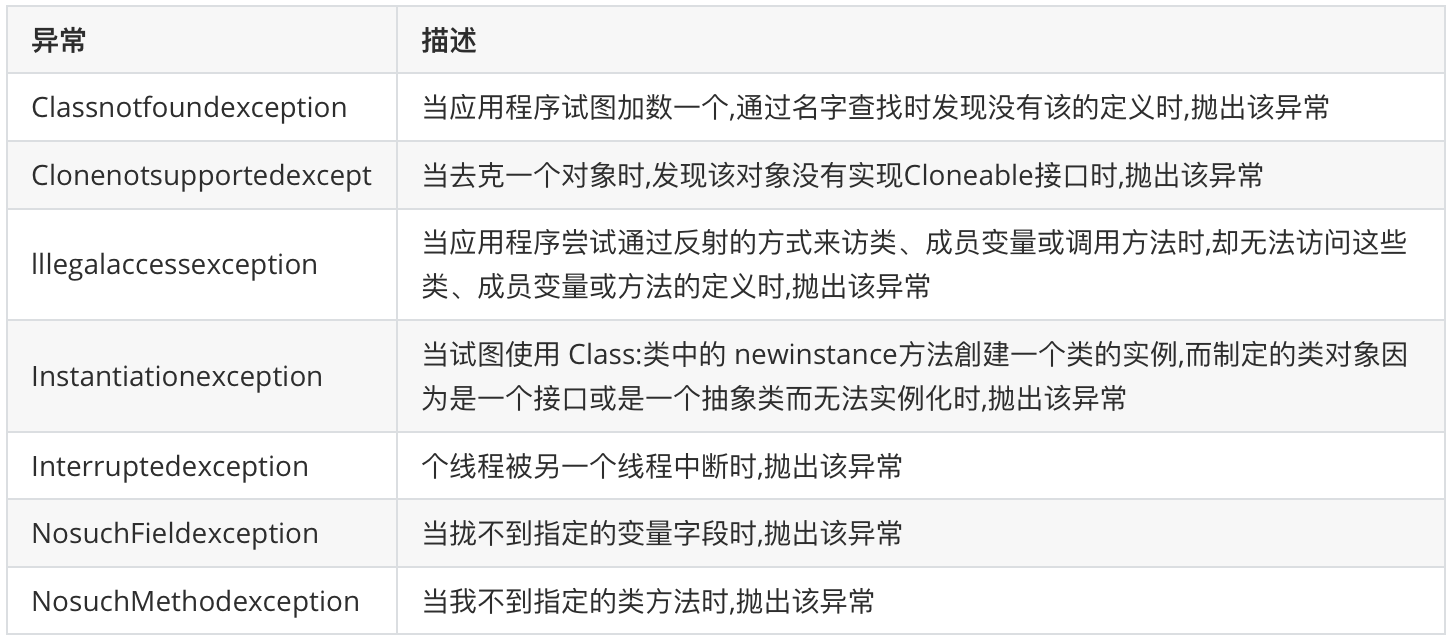 异常 描述
Classnotfoundexception 当应用程序试图加数一个,通过名字查找时发现没有该的定义时,抛出该异常
Clonenotsupportedexcept 当去克一个对象时,发现该对象没有实现Cloneable接口时,抛出该异常
lllegalaccessexception 当应用程序尝试通过反射的方式来访类、成员变量或调用方法时,却无法访问这些
类、成员变量或方法的定义时,抛出该异常
Instantiationexception 当试图使用 Class:类中的 newinstance方法創建一个类的实例,而制定的类对象因
为是一个接口或是一个抽象类而无法实例化时,抛出该异常
Interruptedexception 个线程被另一个线程中断时,抛出该异常
NosuchFieldexception 当拢不到指定的变量字段时,抛出该异常
NosuchMethodexception 当我不到指定的类方法时,抛出该异常